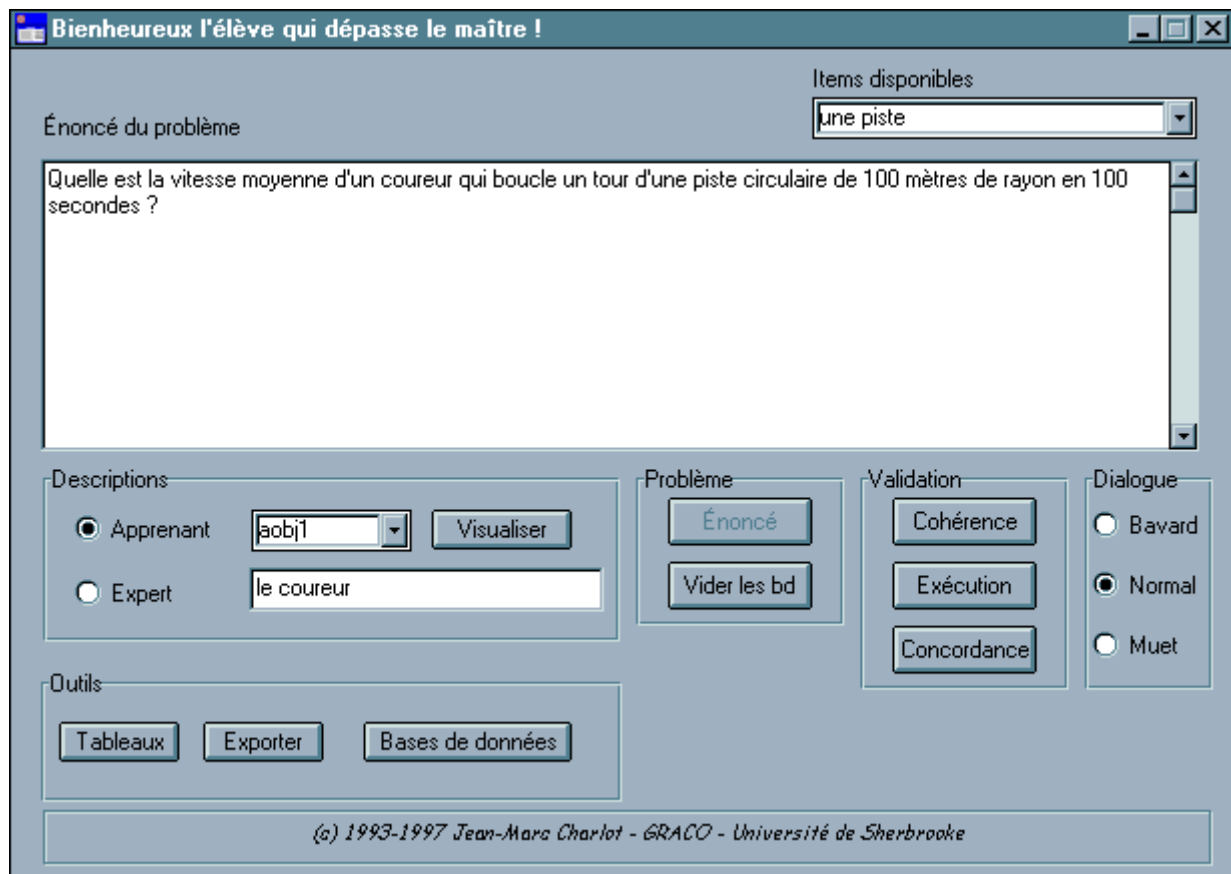 Bienheureux l'élève qui dépasse le maître !
Items disponibles
une piste
Énoncé du problème
Quelle est la vitesse moyenne d'un coureur qui boucle un tour d'une piste circulaire de 100 mètres de rayon en 100
secondes ?
Descriptions
Apprenant
aobj1
Visualiser
Expert
le coureur
Problème
Énoncé
Vider les bd
Validation
Cohérence
Exécution
Concordance
Dialogue
Bavard
Normal
Muet
Outils
Tableaux
Exporter
Bases de données
(c) 1993-1997 Jean-Marc Charlot - GRACO - Université de Sherbrooke